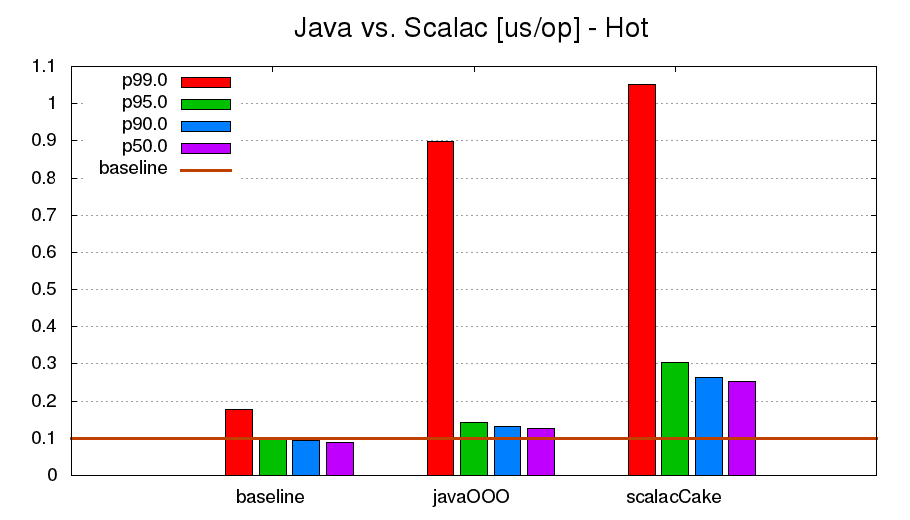 Java vs. Scalac [us/op] - Hot
1.1
1
0.9
0.8
0.7
0.6
0.5
0.4
0.3
0.2
0.1
0
p99.0
p95.0
p90.0
p50.0
baseline
baseline javaOOO scalacCake